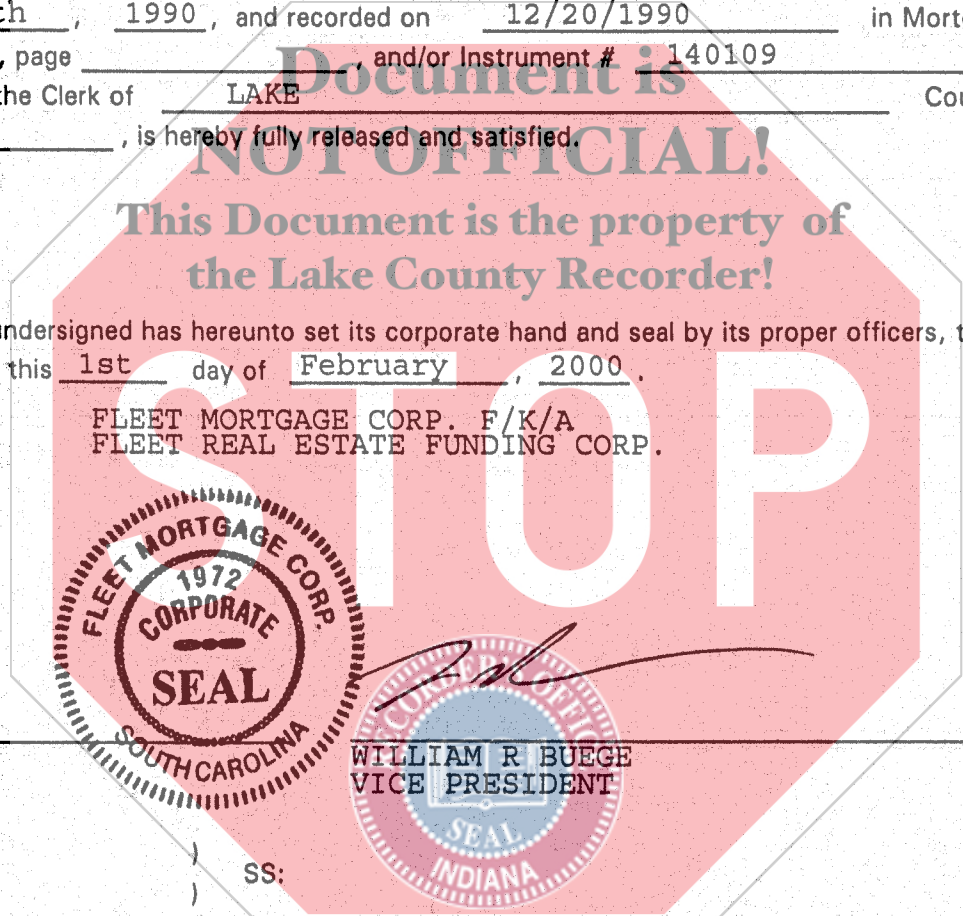 th , 1990 , and recorded on 12/20/1990 in Mort
, page , and/or Instrument # 140109
the Clerk of LAKE Cou
, is hereby fully released and satisfied.
Document is
NOT OFFICIAL!
This Document is the property of
the Lake County Recorder!
undersigned has hereunto set its corporate hand and seal by its proper officers, t
this 1st day of February , 2000 .
FLEET MORTGAGE CORP. F/K/A
FLEET REAL ESTATE FUNDING CORP.
STOP
FLEET MORTGAGE CORP.
1972
CORPORATE
SEAL
SOUTH CAROLINA
RECORDER'S OFFICE
WILLIAM R BUEGE
VICE PRESIDENT
SEAL
INDIANA
) SS:
)